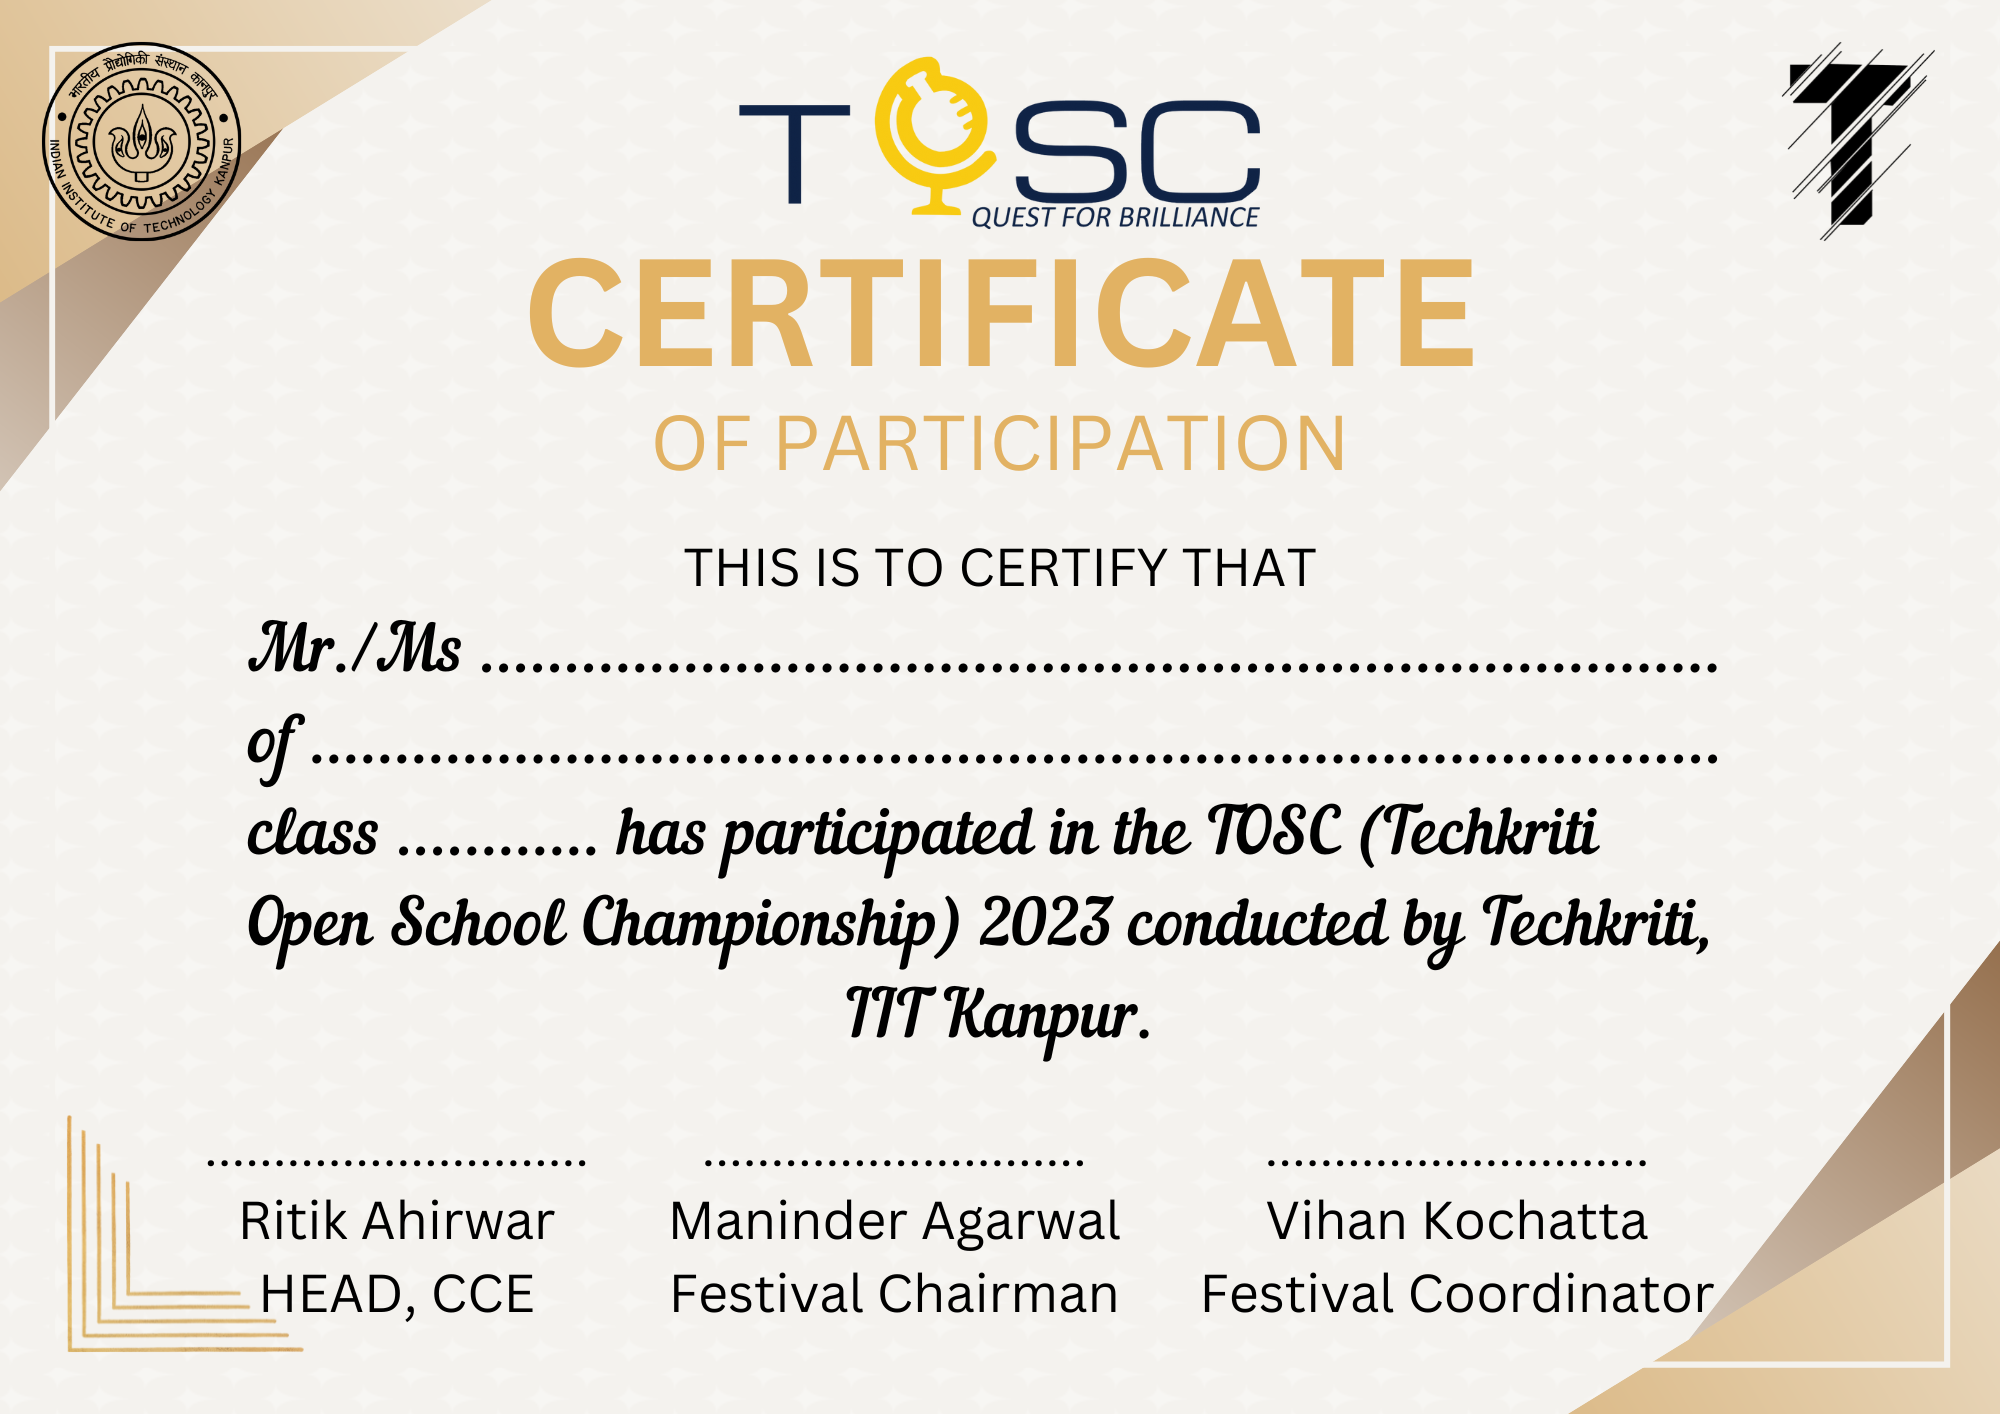 भारतीय प्रौद्योगिकी संस्थान कानपुर
INDIAN INSTITUTE OF TECHNOLOGY KANPUR
T
TOSC
QUEST FOR BRILLIANCE
CERTIFICATE
OF PARTICIPATION
THIS IS TO CERTIFY THAT
Mr./Ms .............................................................
of .....................................................................
class .......... has participated in the TOSC (Techkriti
Open School Championship) 2023 conducted by Techkriti,
IIT Kanpur.
............................ ............................ ............................
Ritik Ahirwar Maninder Agarwal Vihan Kochatta
HEAD, CCE Festival Chairman Festival Coordinator